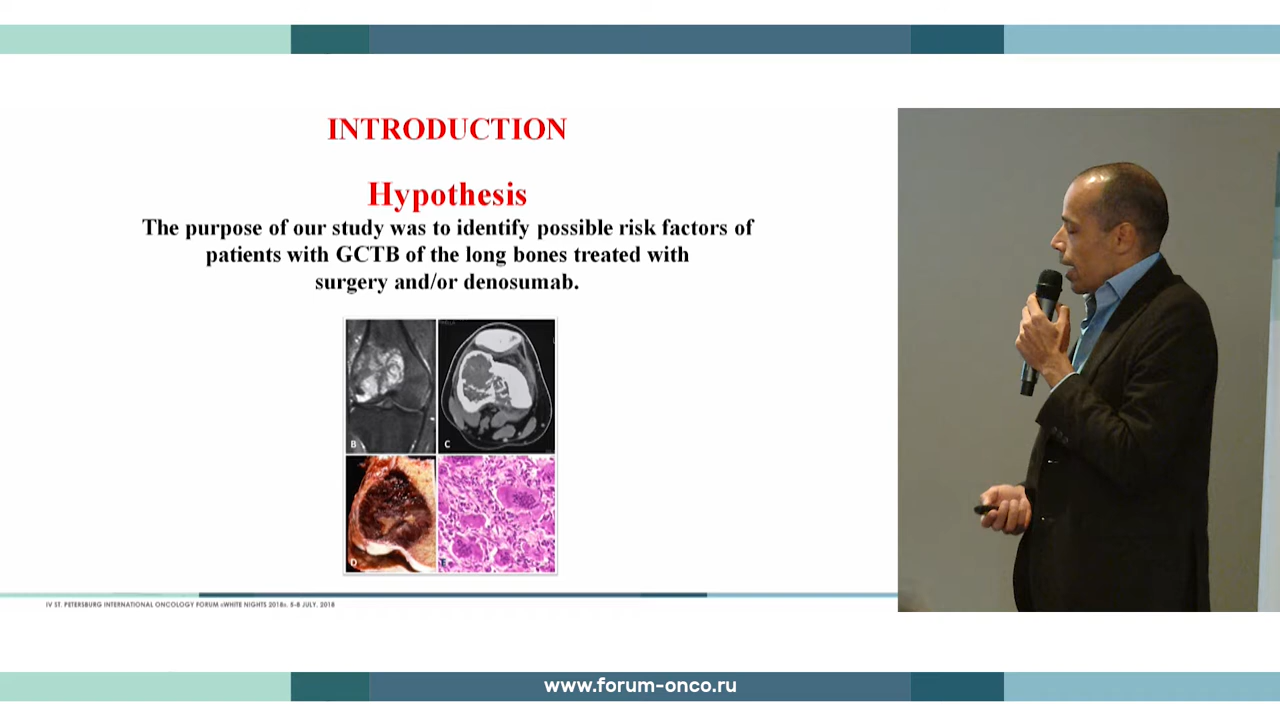 INTRODUCTION
Hypothesis
The purpose of our study was to identify possible risk factors of
patients with GCTB of the long bones treated with
surgery and/or denosumab.
B
C
D
E
IV ST. PETERSBURG INTERNATIONAL ONCOLOGY FORUM «WHITE NIGHTS 2018». 5-8 JULY, 2018
www.forum-onco.ru